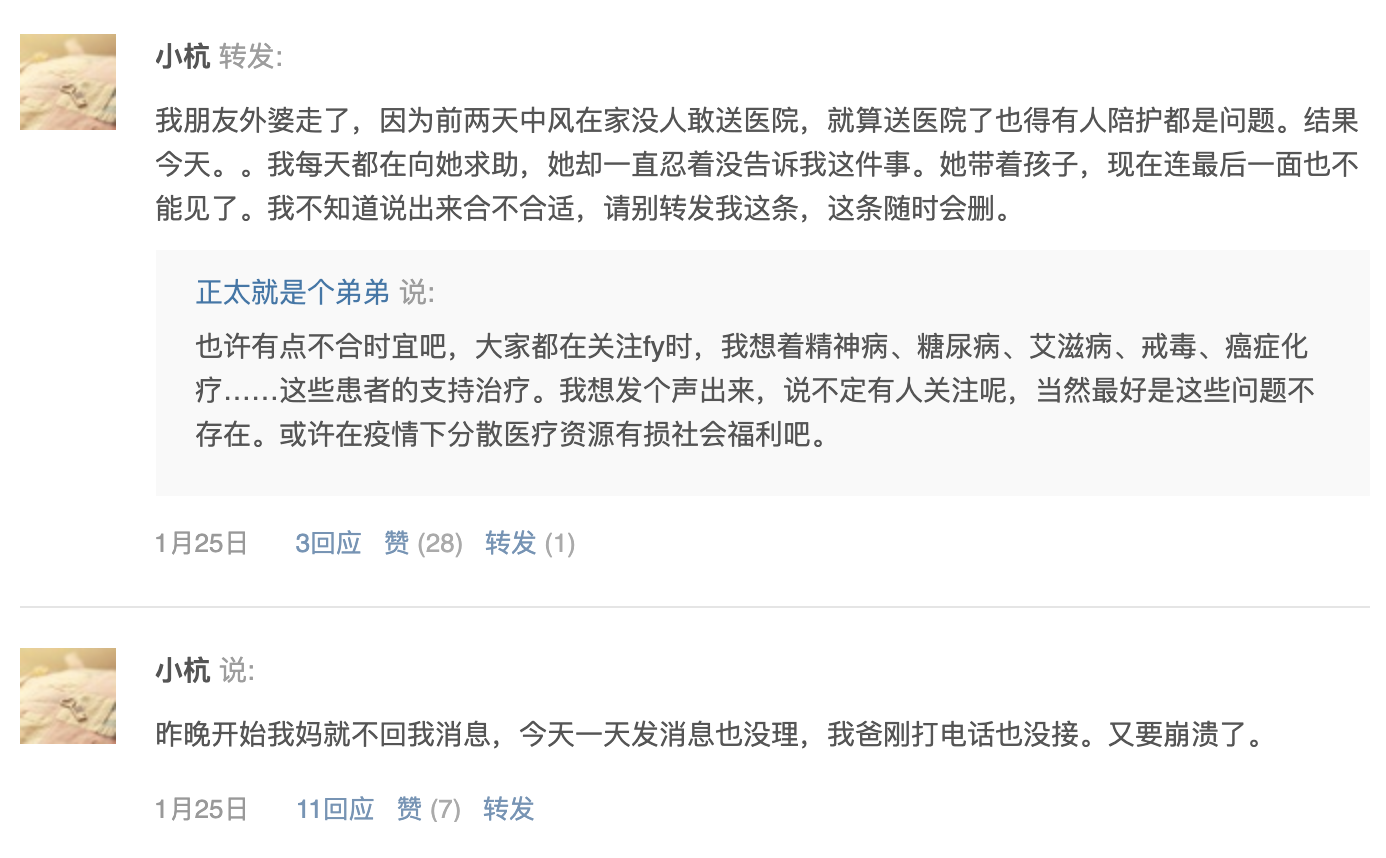 小杭 转发:
我朋友外婆走了，因为前两天中风在家没人敢送医院，就算送医院了也得有人陪护都是问题。结果
今天。。我每天都在向她求助，她却一直忍着没告诉我这件事。她带着孩子，现在连最后一面也不
能见了。我不知道说出来合不合适，请别转发我这条，这条随时会删。
正太就是个弟弟 说:
也许有点不合时宜吧，大家都在关注fy时，我想着精神病、糖尿病、艾滋病、戒毒、癌症化
疗……这些患者的支持治疗。我想发个声出来，说不定有人关注呢，当然最好是这些问题不
存在。或许在疫情下分散医疗资源有损社会福利吧。
1月25日 3回应 赞 (28) 转发 (1)
小杭 说:
昨晚开始我妈就不回我消息，今天一天发消息也没理，我爸刚打电话也没接。又要崩溃了。
1月25日 11回应 赞 (7) 转发